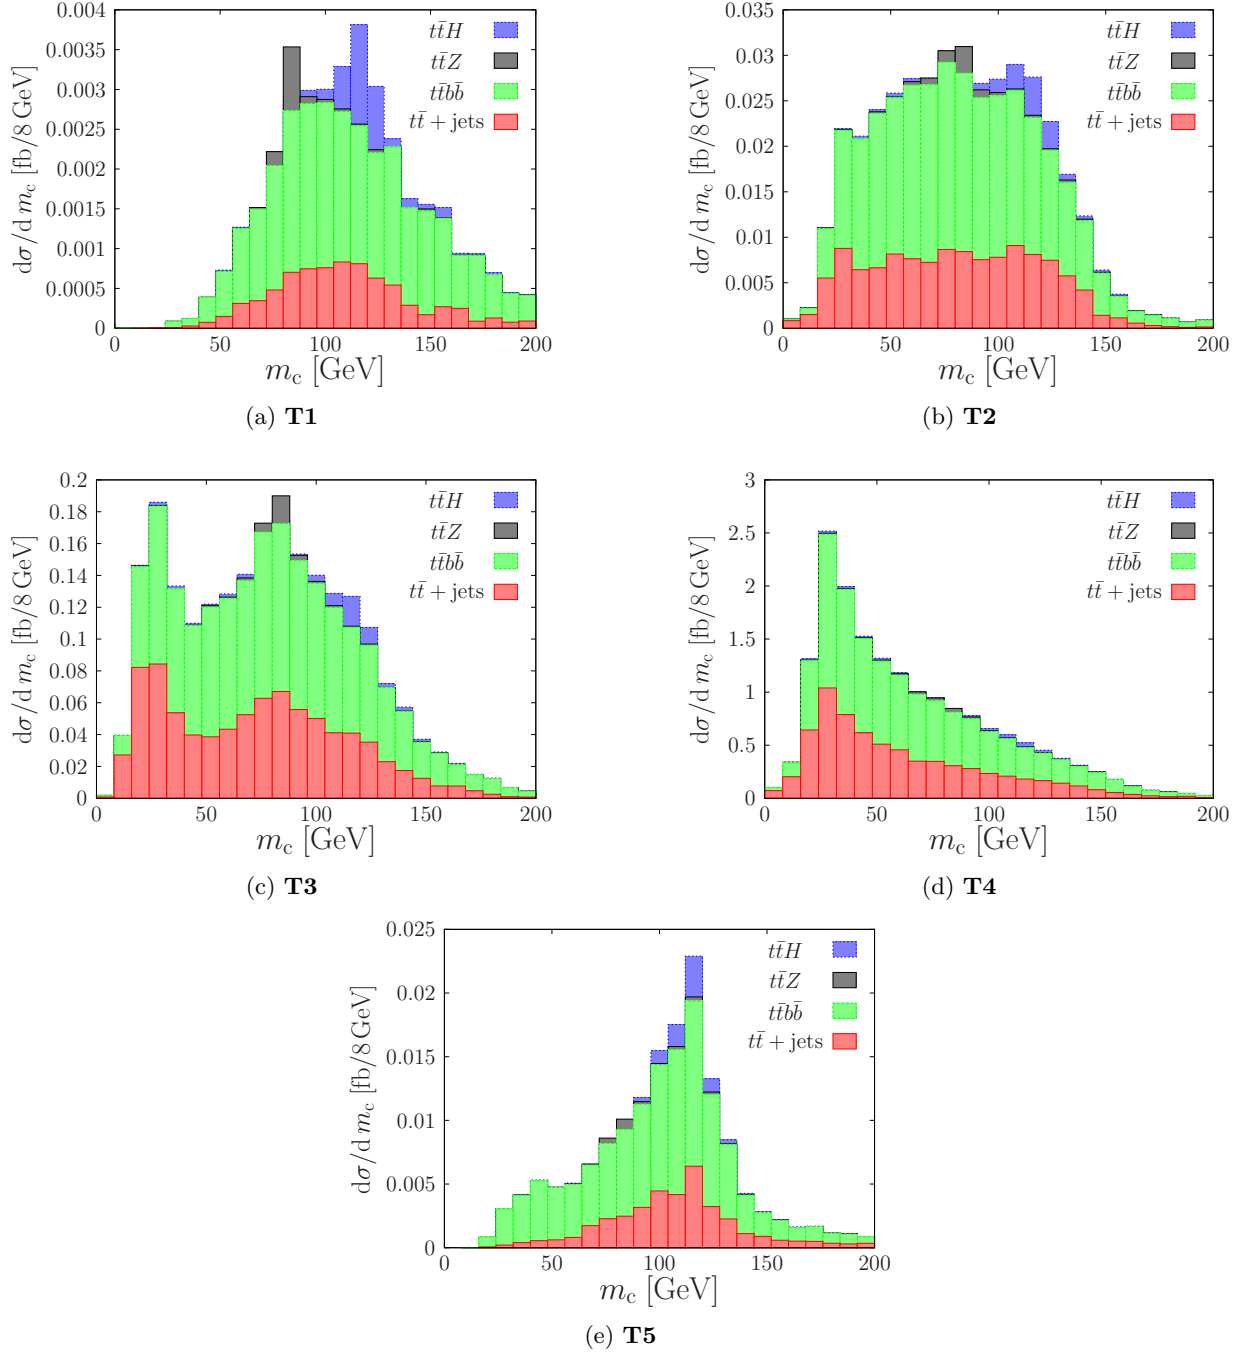 dσ/d m_c [fb/8 GeV]
0.004
0.0035
0.003
0.0025
0.002
0.0015
0.001
0.0005
0
0 50 100 150 200
m_c [GeV]
tt̄H
tt̄Z
tt̄bb̄
tt̄ + jets
(a) T1
dσ/d m_c [fb/8 GeV]
0.035
0.03
0.025
0.02
0.015
0.01
0.005
0
0 50 100 150 200
m_c [GeV]
tt̄H
tt̄Z
tt̄bb̄
tt̄ + jets
(b) T2
dσ/d m_c [fb/8 GeV]
0.2
0.18
0.16
0.14
0.12
0.1
0.08
0.06
0.04
0.02
0
0 50 100 150 200
m_c [GeV]
tt̄H
tt̄Z
tt̄bb̄
tt̄ + jets
(c) T3
dσ/d m_c [fb/8 GeV]
3
2.5
2
1.5
1
0.5
0
0 50 100 150 200
m_c [GeV]
tt̄H
tt̄Z
tt̄bb̄
tt̄ + jets
(d) T4
dσ/d m_c [fb/8 GeV]
0.025
0.02
0.015
0.01
0.005
0
0 50 100 150 200
m_c [GeV]
tt̄H
tt̄Z
tt̄bb̄
tt̄ + jets
(e) T5